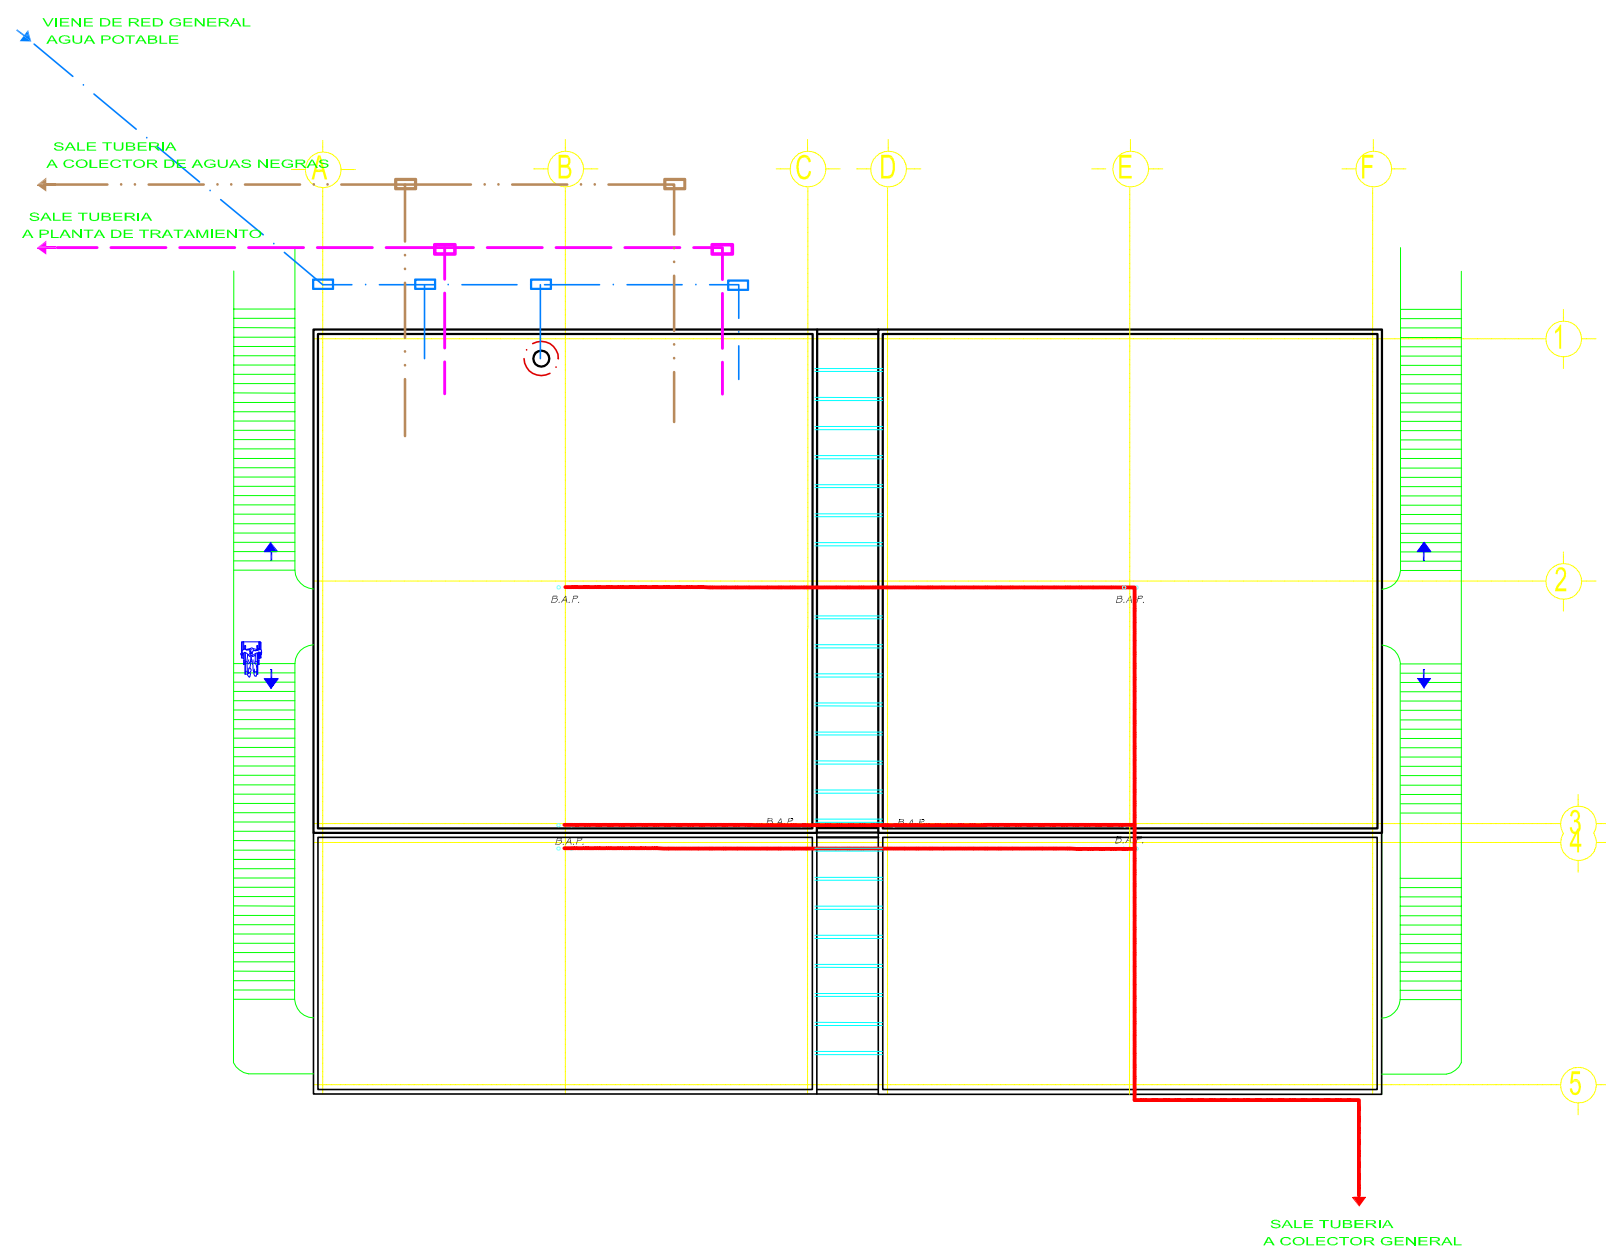 VIENE DE RED GENERAL
AGUA POTABLE
SALE TUBERIA
A COLECTOR DE AGUAS NEGRAS
A
B
C
D
E
F
SALE TUBERIA
A PLANTA DE TRATAMIENTO
1
2
B.A.P.
B.A.P.
B.A.P.
B.A.P.
3
B.A.P.
B.A.P.
4
5
SALE TUBERIA
A COLECTOR GENERAL